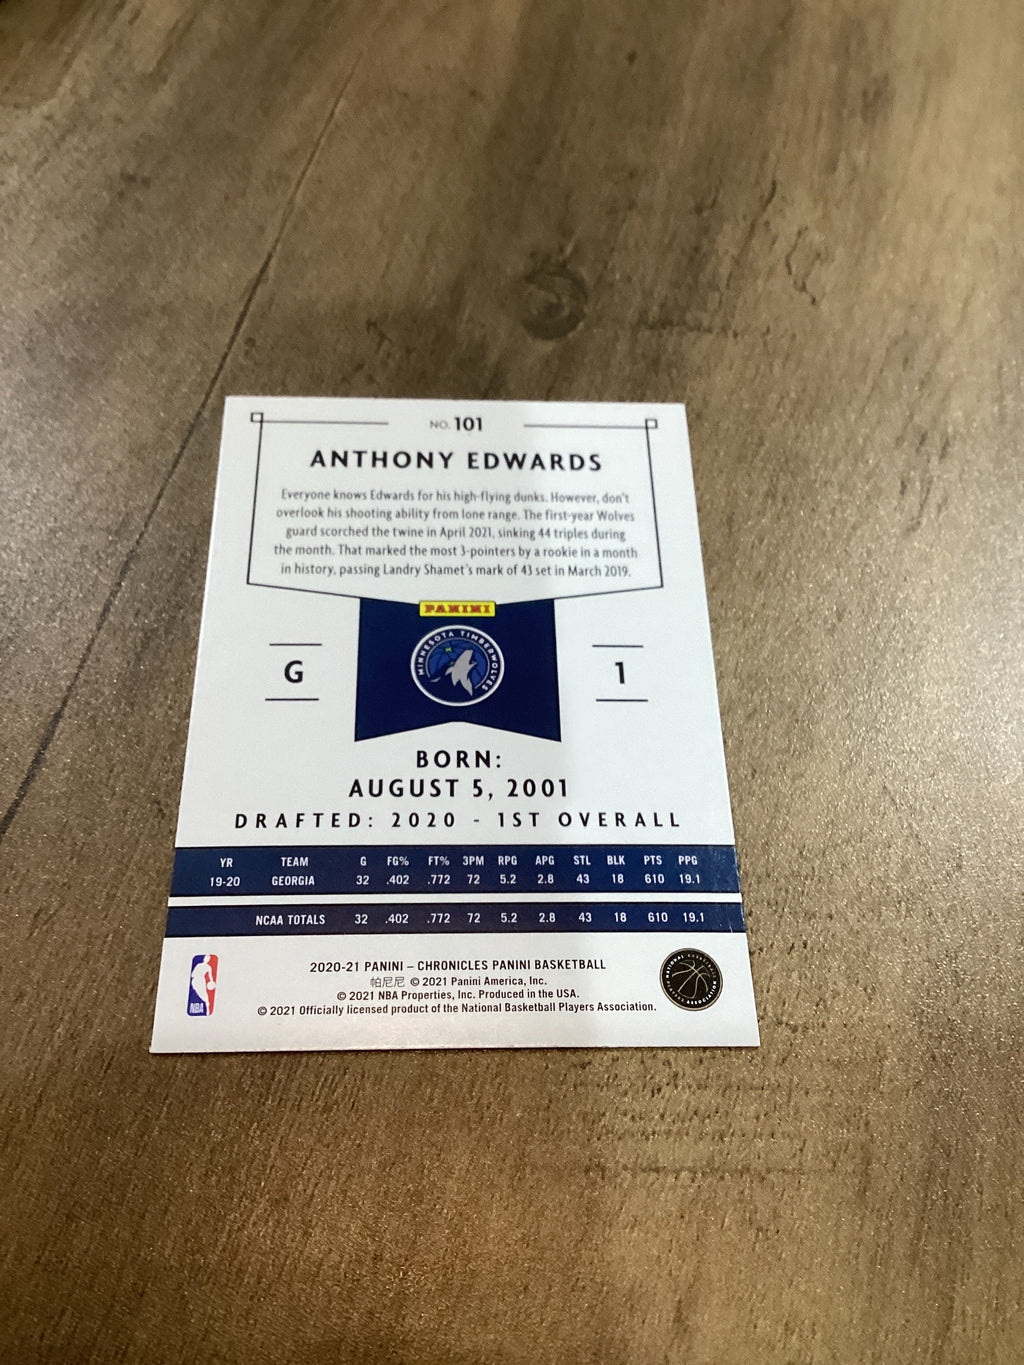 NO. 101
ANTHONY EDWARDS
Everyone knows Edwards for his high-flying dunks. However, don't
overlook his shooting ability from lone range. The first-year Wolves
guard scorched the twine in April 2021, sinking 44 triples during
the month. That marked the most 3-pointers by a rookie in a month
in history, passing Landry Shamet's mark of 43 set in March 2019.
PANINI
MINNESOTA TIMBERWOLVES
G
1
BORN:
AUGUST 5, 2001
DRAFTED: 2020 - 1ST OVERALL
YR TEAM G FG% FT% 3PM RPG APG STL BLK PTS PPG
19-20 GEORGIA 32 .402 .772 72 5.2 2.8 43 18 610 19.1
NCAA TOTALS 32 .402 .772 72 5.2 2.8 43 18 610 19.1
2020-21 PANINI – CHRONICLES PANINI BASKETBALL
帕尼尼 © 2021 Panini America, Inc.
© 2021 NBA Properties, Inc. Produced in the USA.
© 2021 Officially licensed product of the National Basketball Players Association.
NBA
NATIONAL BASKETBALL PLAYERS ASSOCIATION